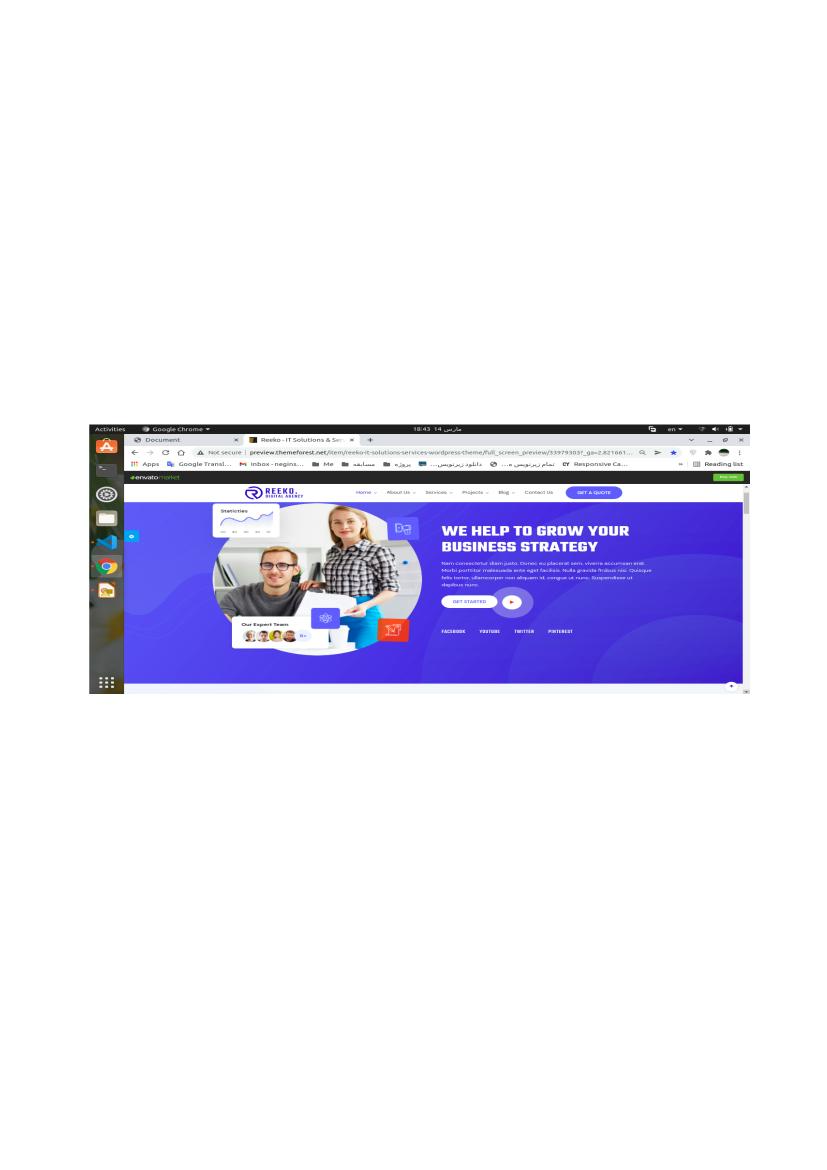 Activities
Google Chrome
18:43 14 مارس
en
Document
Reeko - IT Solutions & Ser
Not secure
preview.themeforest.net/item/reeko-it-solutions-services-wordpress-theme/full_screen_preview/33979303?_ga=2.821661...
Apps
Google Transl...
Inbox - negins...
Me
مسابقه
پروژه
دانلود زیرنویس...
تمام زیرنویس ه...
Responsive Ca...
»
Reading list
envatomarket
Buy now
REEKO.
DIGITAL AGENCY
Home
About Us
Services
Projects
Blog
Contact Us
GET A QUOTE
Statictics
WE HELP TO GROW YOUR
BUSINESS STRATEGY
Nam consectetur diam justo. Donec eu placerat sem, viverra accumsan erat.
Morbi porttitor malesuada ante eget facilisis. Nulla gravida finibus nisi. Quisque
felis tortor, ullamcorper non aliquam id, congue ut nunc. Suspendisse ut
dapibus nunc.
GET STARTED
Our Expert Team
8+
FACEBOOK
YOUTUBE
TWITTER
PINTEREST